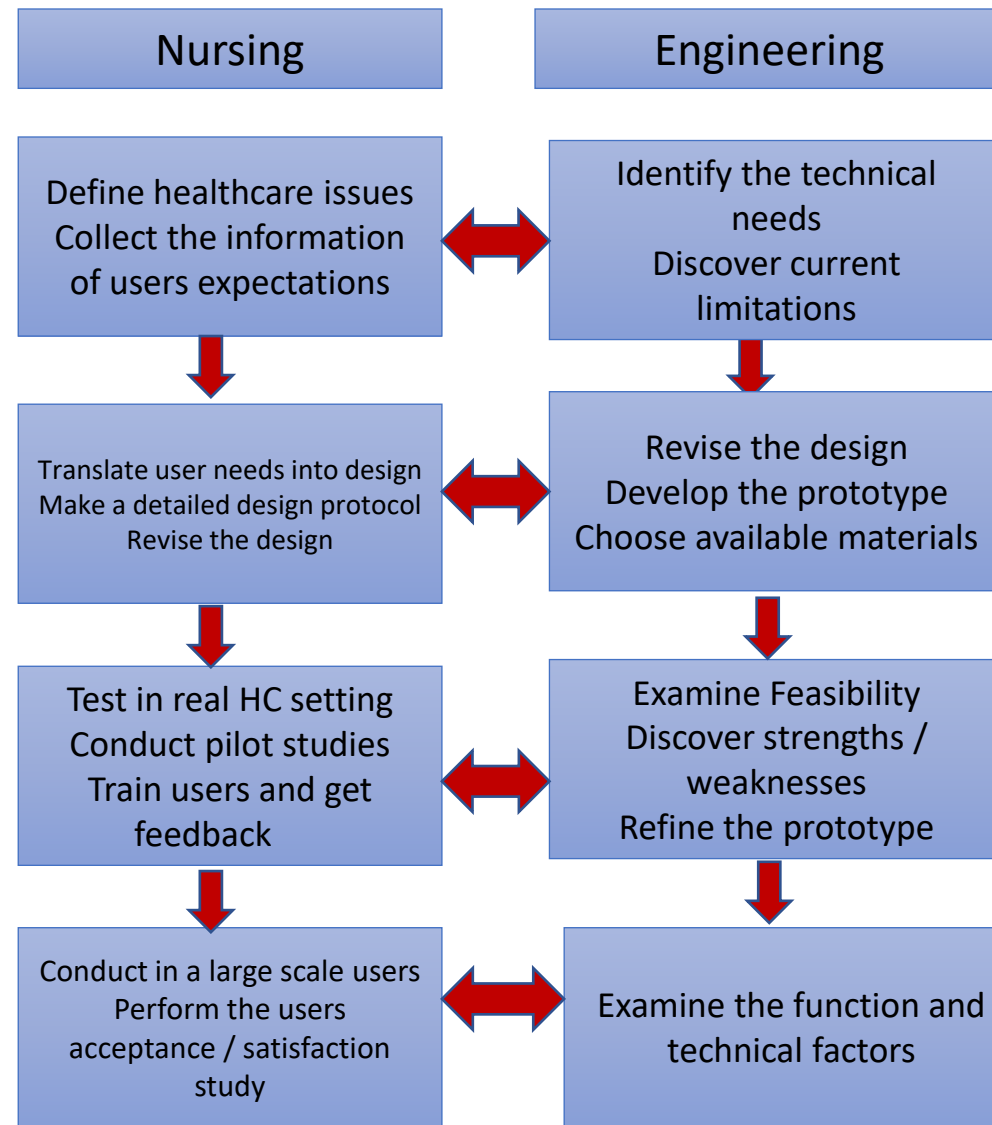 Nursing
Engineering
Define healthcare issues
Collect the information
of users expectations
Identify the technical
needs
Discover current
limitations
Translate user needs into design
Make a detailed design protocol
Revise the design
Revise the design
Develop the prototype
Choose available materials
Test in real HC setting
Conduct pilot studies
Train users and get
feedback
Examine Feasibility
Discover strengths /
weaknesses
Refine the prototype
Conduct in a large scale users
Perform the users
acceptance / satisfaction
study
Examine the function and
technical factors